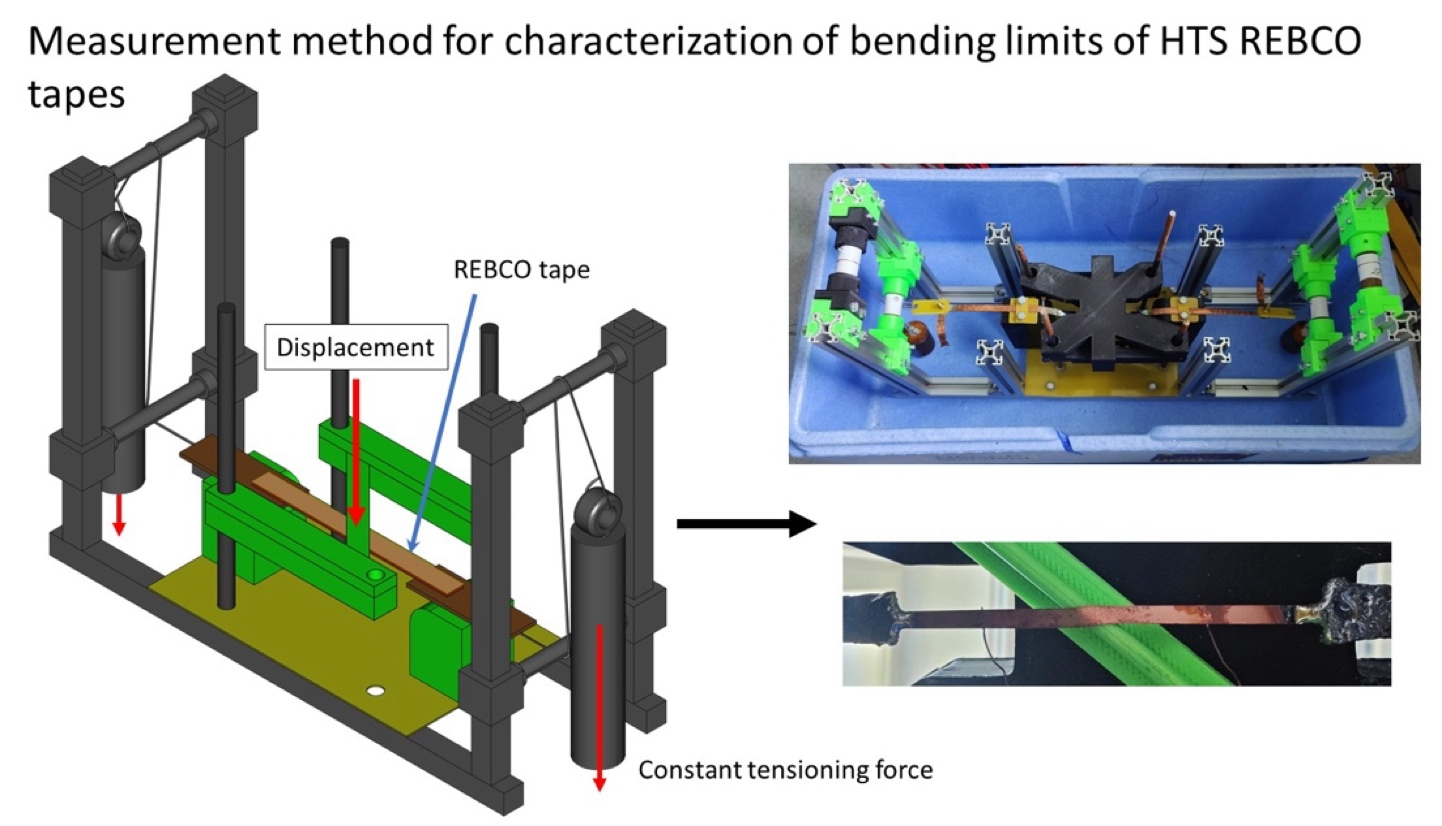 Measurement method for characterization of bending limits of HTS REBCO
tapes
REBCO tape
Displacement
Constant tensioning force